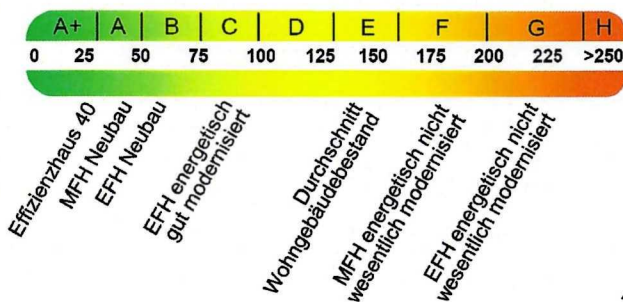 A+ A B C D E F G H
0 25 50 75 100 125 150 175 200 225 >250
Effizienzhaus 40
MFH Neubau
EFH Neubau
EFH energetisch
gut modernisiert
Durchschnitt
Wohngebäudebestand
MFH energetisch nicht
wesentlich modernisiert
EFH energetisch nicht
wesentlich modernisiert